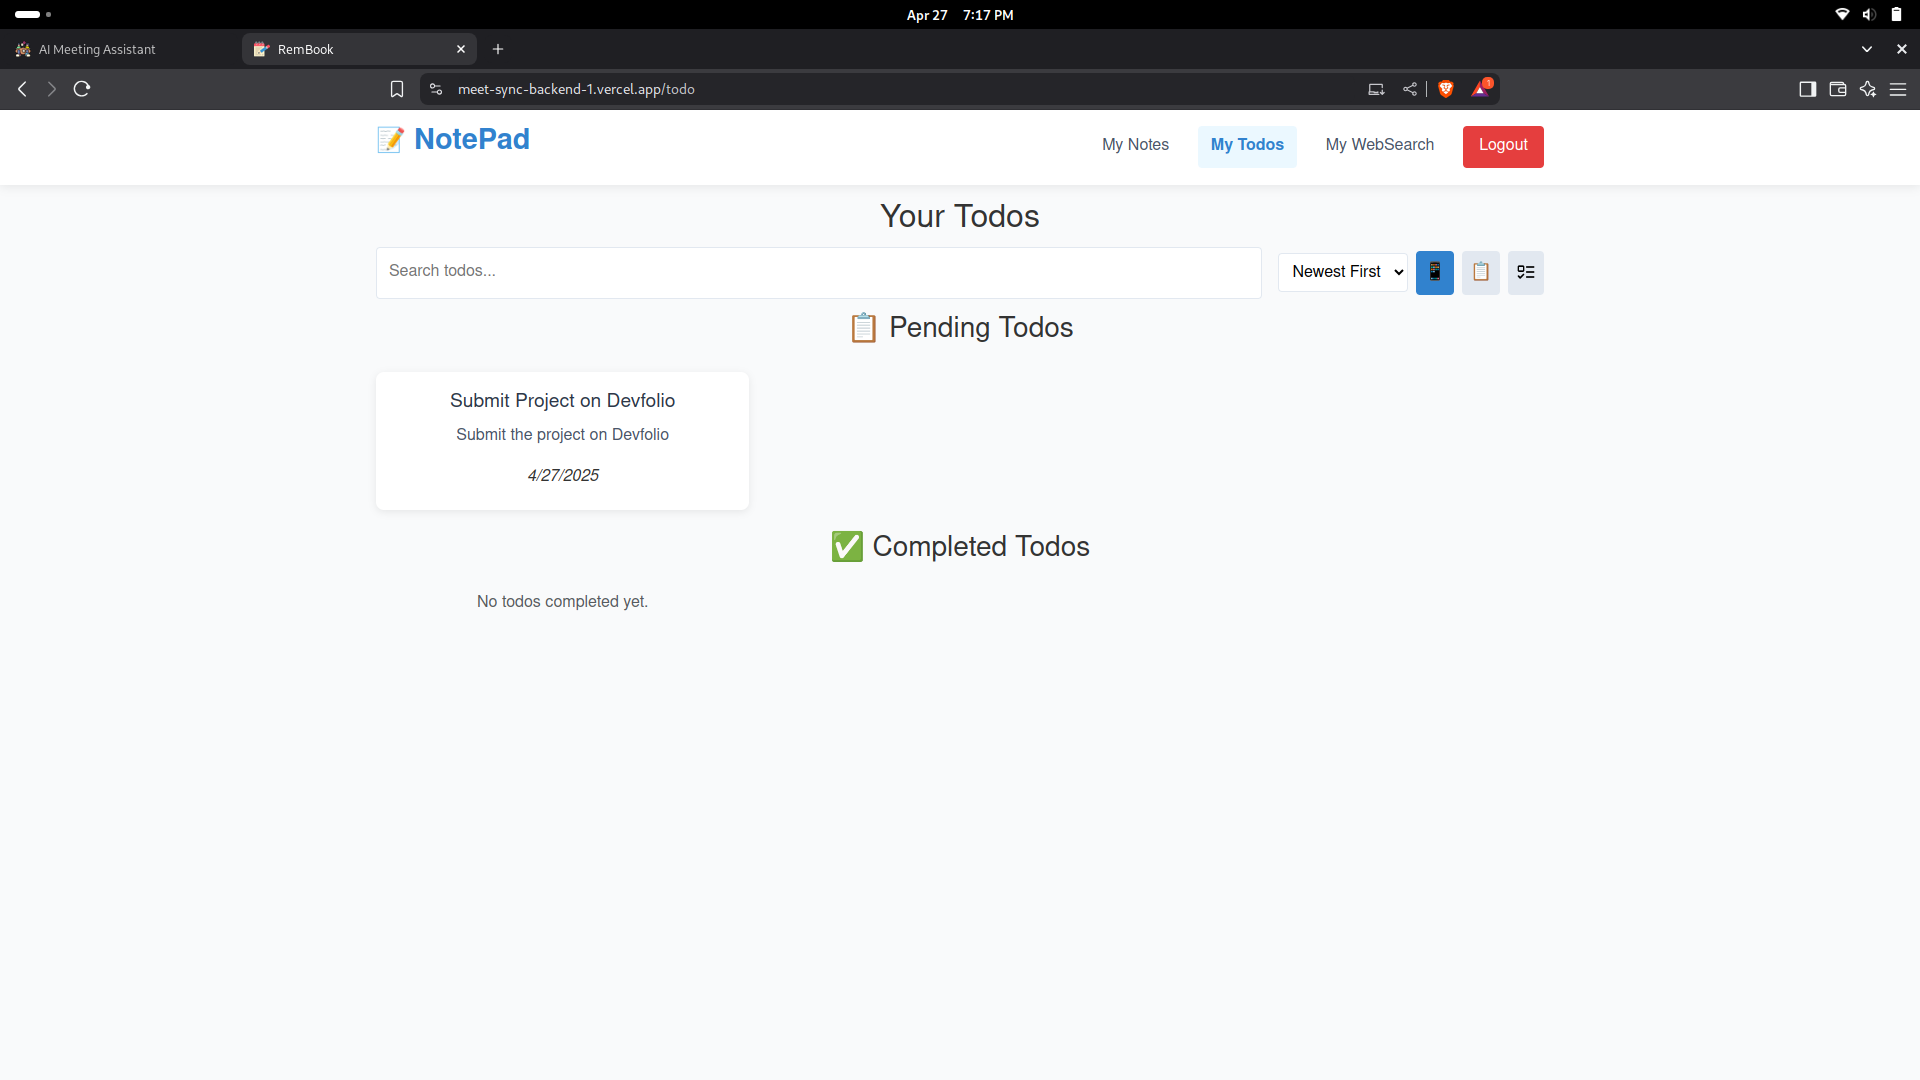 Apr 27 7:17 PM
AI Meeting Assistant
RemBook
meet-sync-backend-1.vercel.app/todo
1
NotePad
My Notes
My Todos
My WebSearch
Logout
Your Todos
Search todos...
Newest First
Pending Todos
Submit Project on Devfolio
Submit the project on Devfolio
4/27/2025
Completed Todos
No todos completed yet.